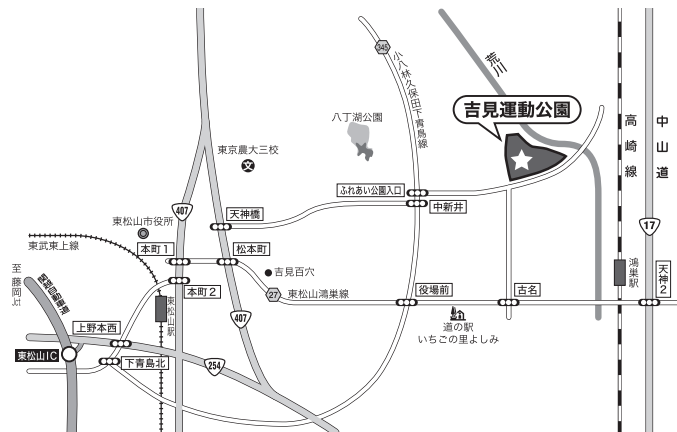 345
小八林久保田下青鳥線
荒川
吉見運動公園
高崎線
中山道
八丁湖公園
東京農大三校
文
ふれあい公園入口
中新井
407
天神橋
東松山市役所
17
東武東上線
本町1
松本町
吉見百穴
鴻巣駅
天神2
至藤岡JCT
関越自動車道
本町2
27
東松山鴻巣線
役場前
古名
東松山駅
407
道の駅
いちごの里よしみ
上野本西
東松山IC
下青鳥北
254